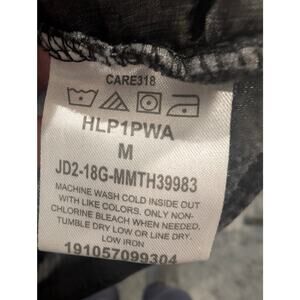 CARE318
HLP1PWA
M
JD2-18G-MMTH39983
MACHINE WASH COLD INSIDE OUT
WITH LIKE COLORS. ONLY NON-
CHLORINE BLEACH WHEN NEEDED.
TUMBLE DRY LOW OR LINE DRY.
LOW IRON
191057099304